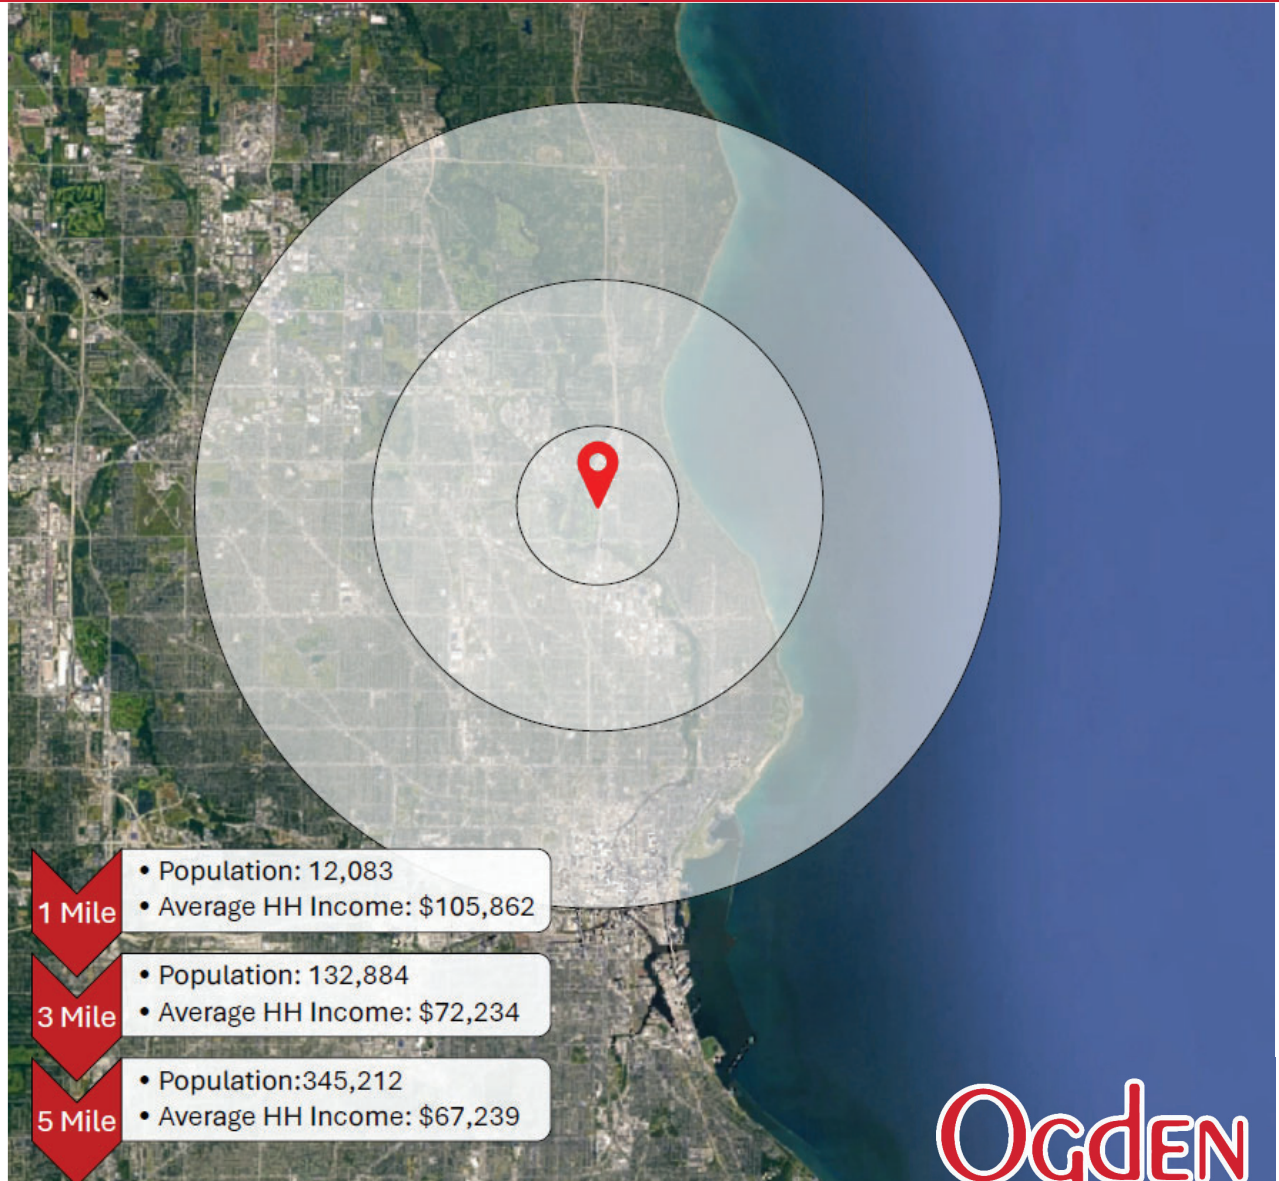 1 Mile
• Population: 12,083
• Average HH Income: $105,862
3 Mile
• Population: 132,884
• Average HH Income: $72,234
5 Mile
• Population:345,212
• Average HH Income: $67,239
OGdEN